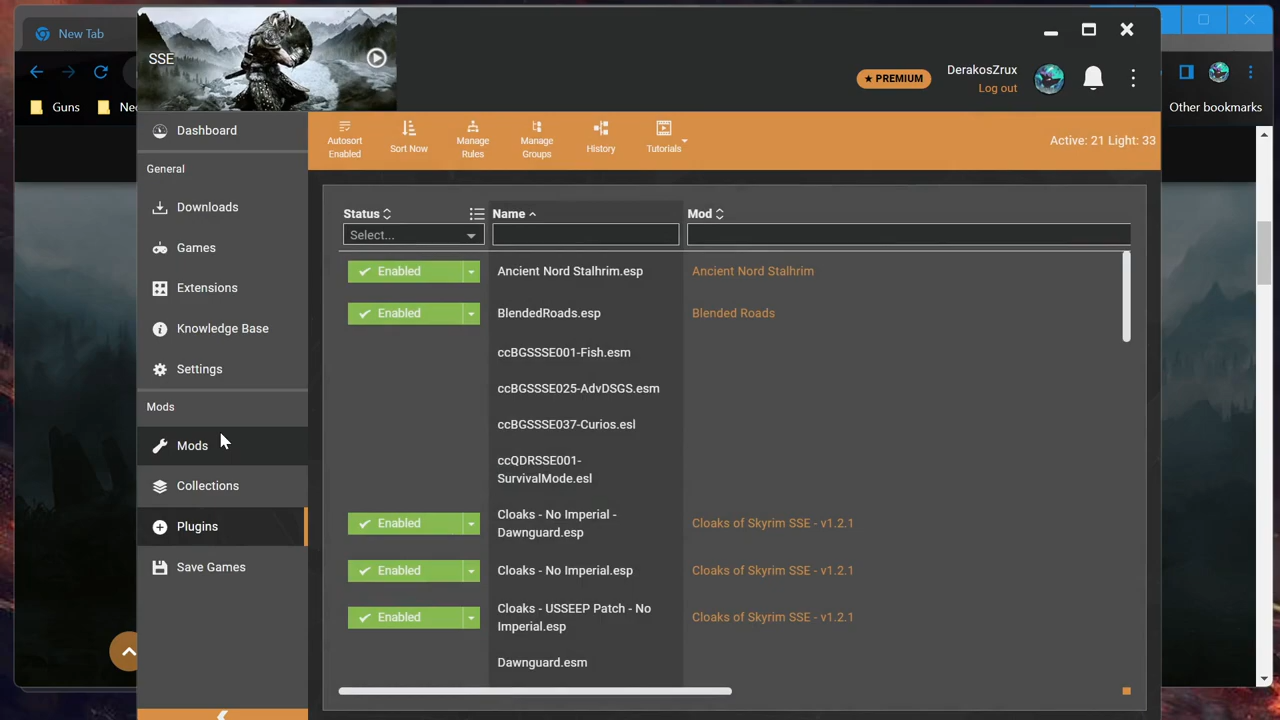 New Tab
SSE
PREMIUM
DerakosZrux
Log out
Guns
Other bookmarks
Dashboard
General
Downloads
Games
Extensions
Knowledge Base
Settings
Mods
Mods
Collections
Plugins
Save Games
Autosort
Enabled
Sort Now
Manage
Rules
Manage
Groups
History
Tutorials
Active: 21 Light: 33
Status
Name
Mod
Select...
Enabled
Ancient Nord Stalhrim.esp
Ancient Nord Stalhrim
Enabled
BlendedRoads.esp
Blended Roads
ccBGSSSE001-Fish.esm
ccBGSSSE025-AdvDSGS.esm
ccBGSSSE037-Curios.esl
ccQDRSSE001-
SurvivalMode.esl
Enabled
Cloaks - No Imperial -
Dawnguard.esp
Cloaks of Skyrim SSE - v1.2.1
Enabled
Cloaks - No Imperial.esp
Cloaks of Skyrim SSE - v1.2.1
Enabled
Cloaks - USSEEP Patch - No
Imperial.esp
Cloaks of Skyrim SSE - v1.2.1
Dawnguard.esm